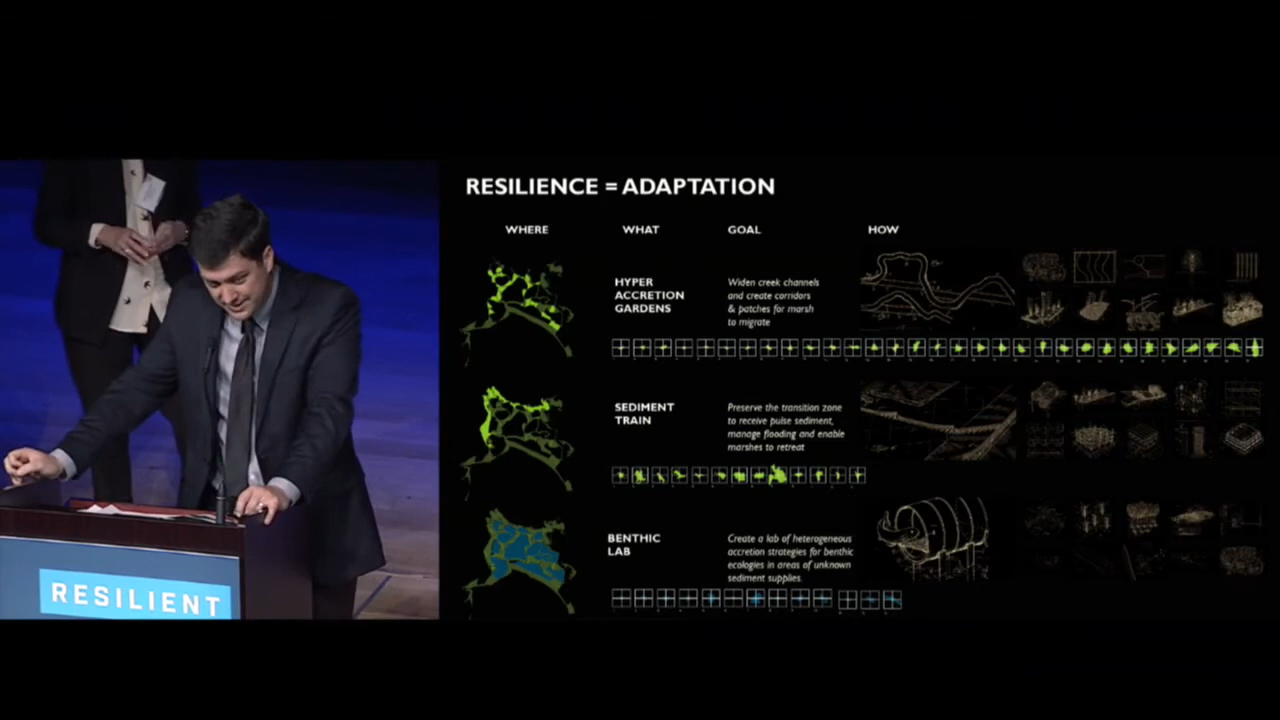 RESILIENCE = ADAPTATION
WHERE
WHAT
GOAL
HOW
HYPER
ACCRETION
GARDENS
Widen creek channels
and create corridors
& patches for marsh
to migrate
SEDIMENT
TRAIN
Preserve the transition zone
to receive pulse sediment,
manage flooding and enable
marshes to retreat
BENTHIC
LAB
Create a lab of heterogeneous
accretion strategies for benthic
ecologies in areas of unknown
sediment supplies
RESILIENT